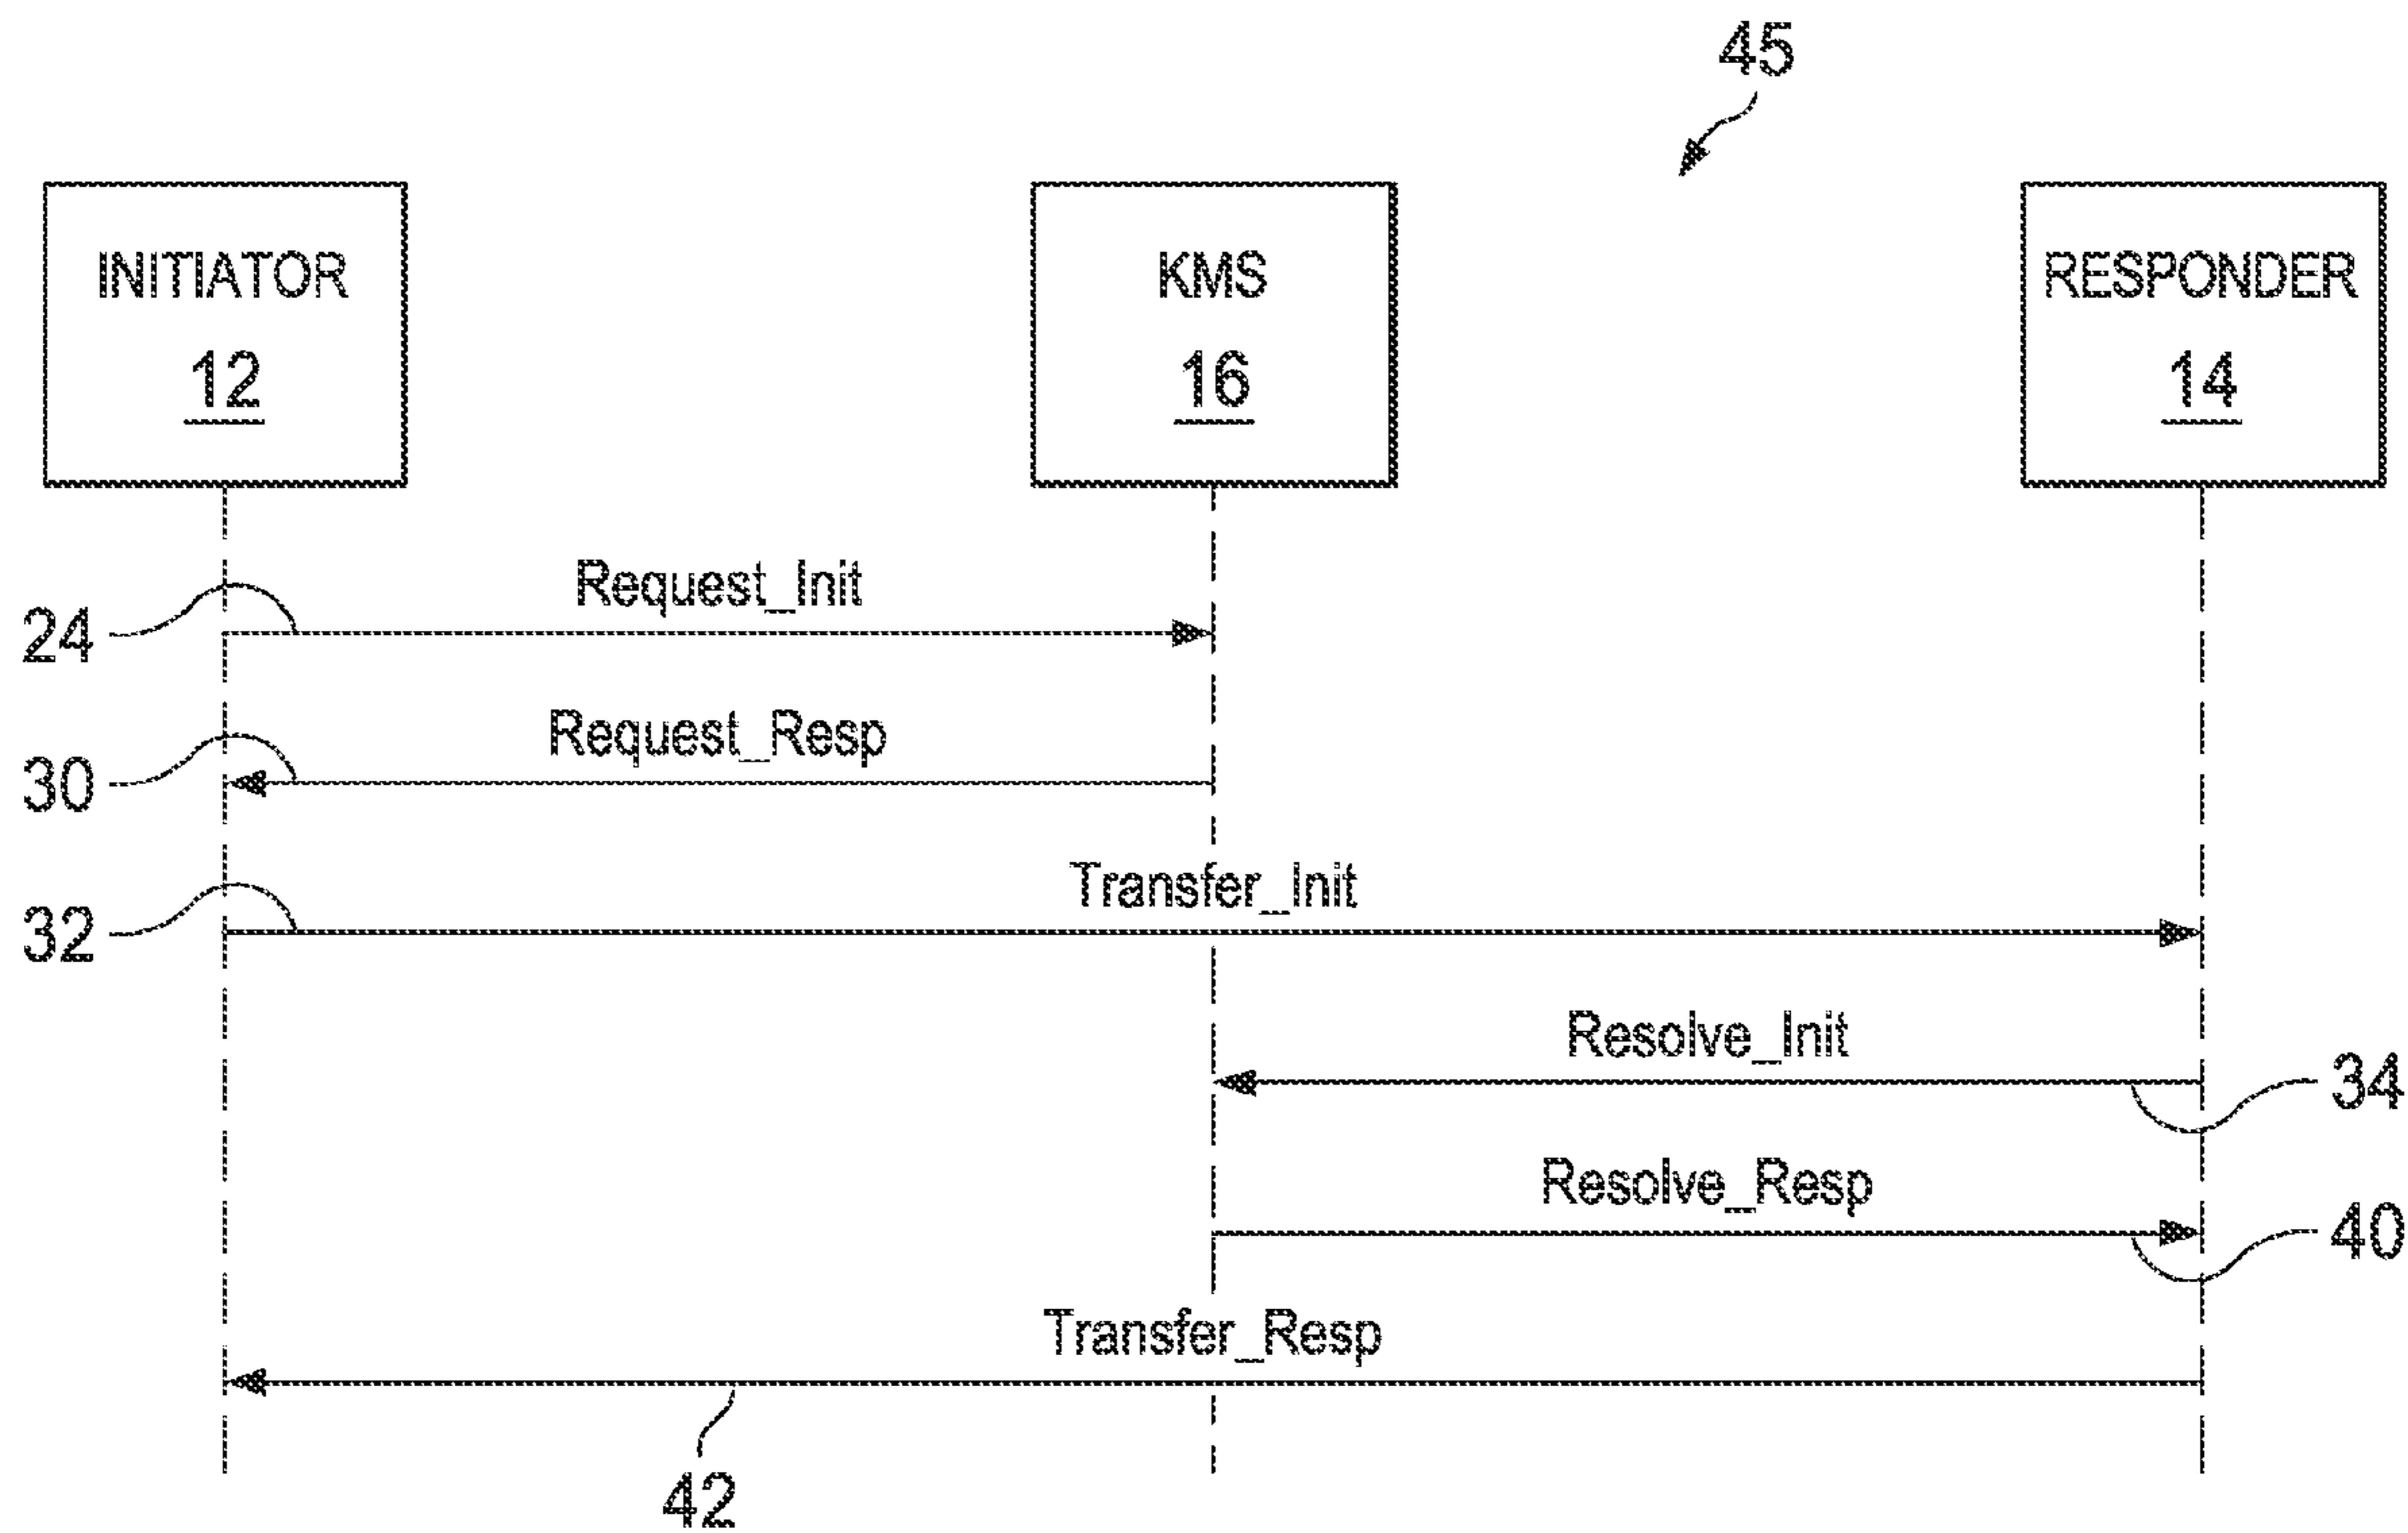 45
INITIATOR
12
KMS
16
RESPONDER
14
Request_Init
24
Request_Resp
30
Transfer_Init
32
Resolve_Init
34
Resolve_Resp
40
Transfer_Resp
42